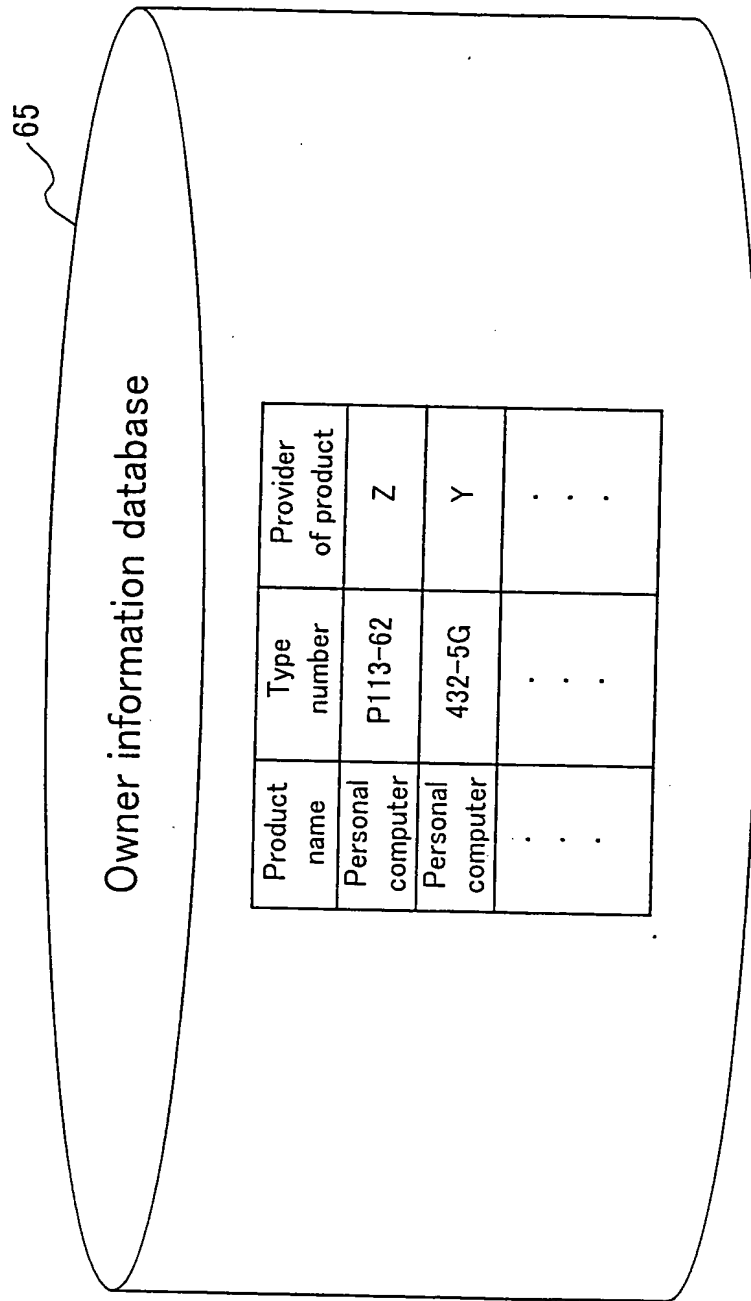 65
Owner information database
Product name Type number Provider of product
Personal computer P113-62 Z
Personal computer 432-5G Y
. . . . . . . . .